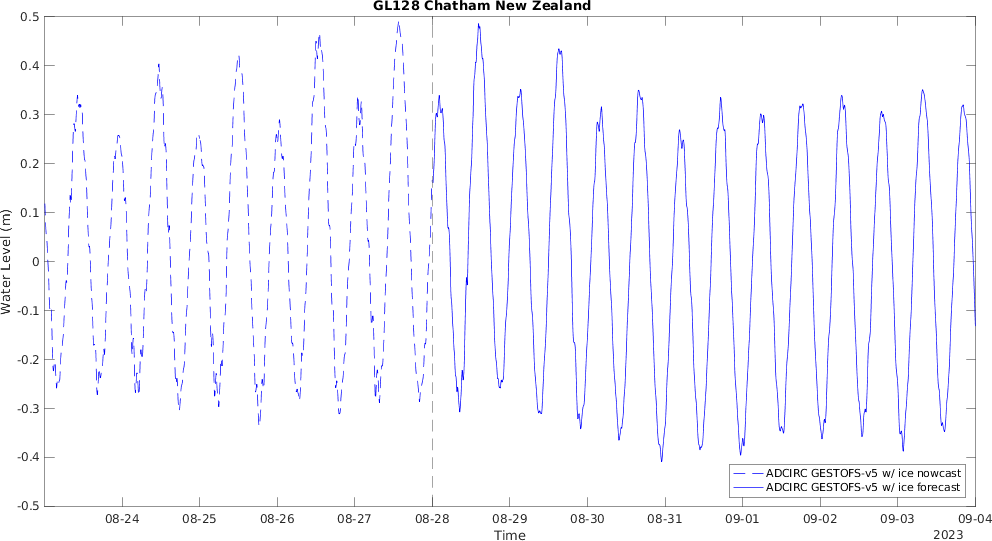 GL128 Chatham New Zealand
0.5
0.4
0.3
0.2
0.1
0
-0.1
-0.2
-0.3
-0.4
-0.5
Water Level (m)
ADCIRC GESTOFS-v5 w/ ice nowcast
ADCIRC GESTOFS-v5 w/ ice forecast
08-24 08-25 08-26 08-27 08-28 08-29 08-30 08-31 09-01 09-02 09-03 09-04
Time
2023